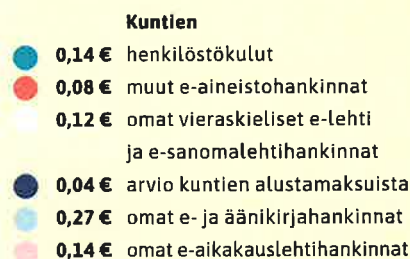 Kuntien
0,14 € henkilöstökulut
0,08 € muut e-aineistohankinnat
0,12 € omat vieraskieliset e-lehti
ja e-sanomalehtihankinnat
0,04 € arvio kuntien alustamaksuista
0,27 € omat e- ja äänikirjahankinnat
0,14 € omat e-aikakauslehtihankinnat